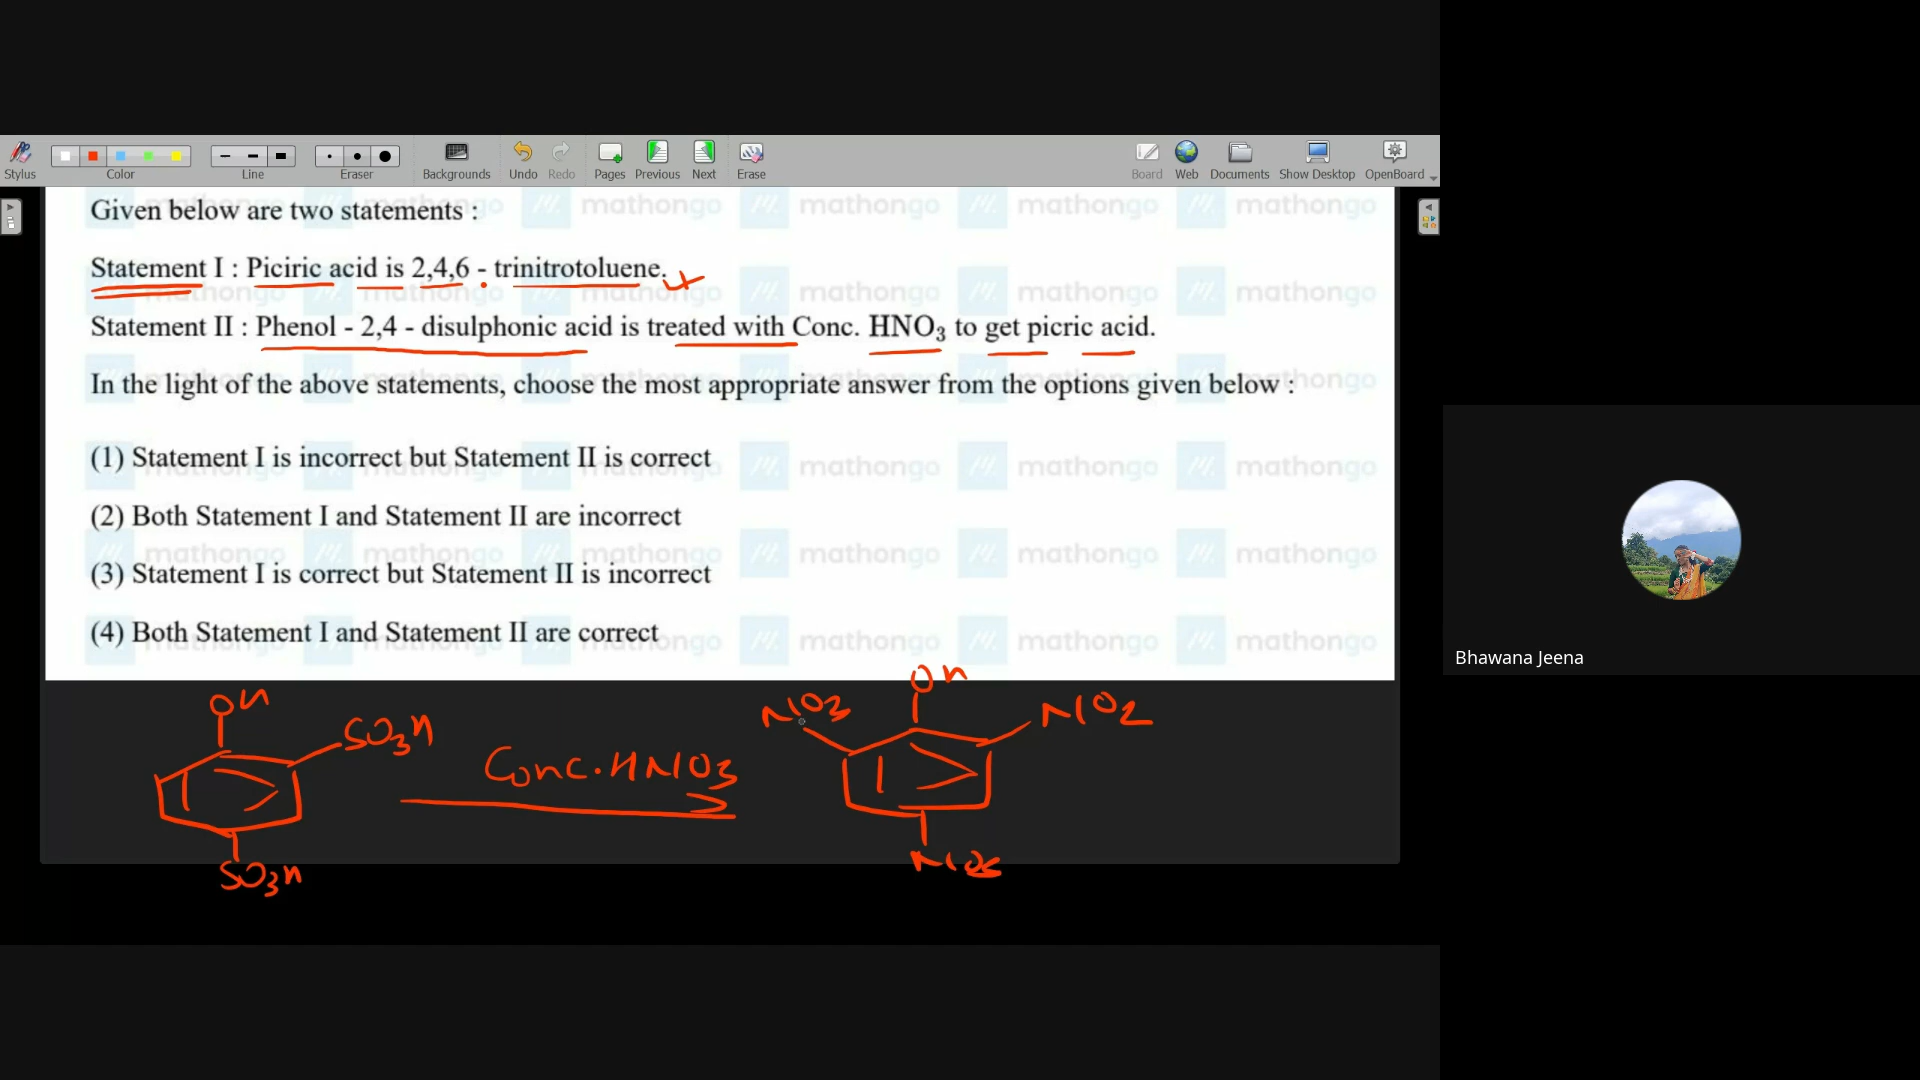 Stylus Color Line Eraser Backgrounds Undo Redo Pages Previous Next Erase Board Web Documents Show Desktop OpenBoard
Given below are two statements :
Statement I : Piciric acid is 2,4,6 - trinitrotoluene.
Statement II : Phenol - 2,4 - disulphonic acid is treated with Conc. HNO3 to get picric acid.
In the light of the above statements, choose the most appropriate answer from the options given below :
(1) Statement I is incorrect but Statement II is correct
(2) Both Statement I and Statement II are incorrect
(3) Statement I is correct but Statement II is incorrect
(4) Both Statement I and Statement II are correct
mathongo
OH
SO3H
SO3H
Conc. HNO3
OH
NO2
NO2
Bhawana Jeena